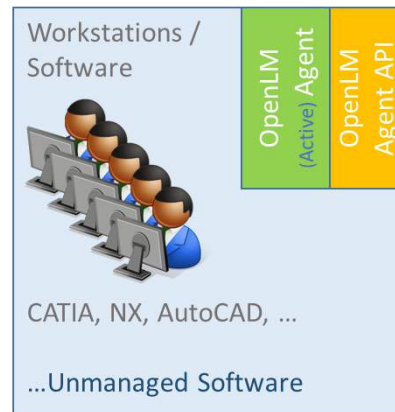 Workstations /
Software
OpenLM
(Active) Agent
OpenLM
Agent API
CATIA, NX, AutoCAD, ...
...Unmanaged Software